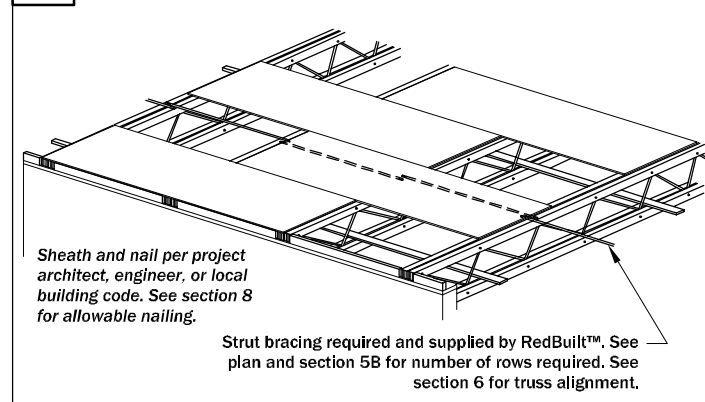 Sheath and nail per project
architect, engineer, or local
building code. See section 8
for allowable nailing.
Strut bracing required and supplied by RedBuilt™. See
plan and section 5B for number of rows required. See
section 6 for truss alignment.